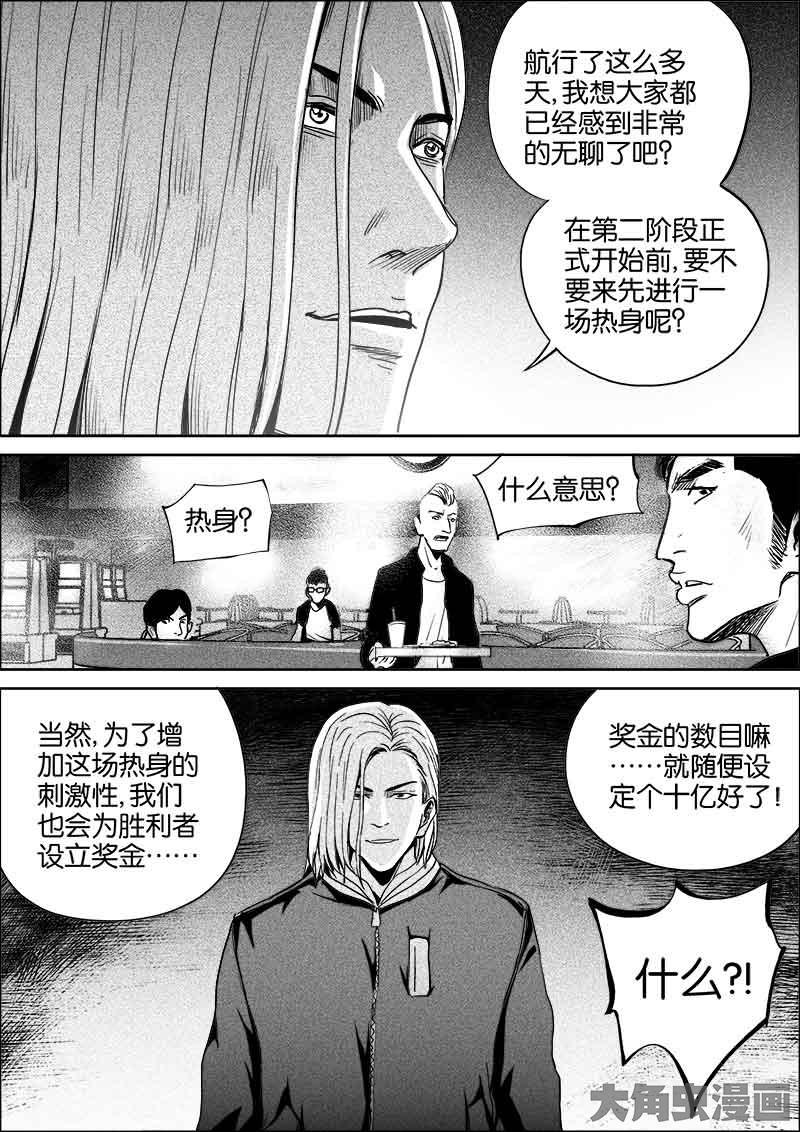 航行了这么多
天,我想大家都
已经感到非常
的无聊了吧?
在第二阶段正
式开始前,要不
要来先进行一
场热身呢?
热身?
什么意思?
当然,为了增
加这场热身的
刺激性,我们
也会为胜利者
设立奖金……
奖金的数目嘛
……就随便设
定个十亿好了!
什么?!
大角虫漫画